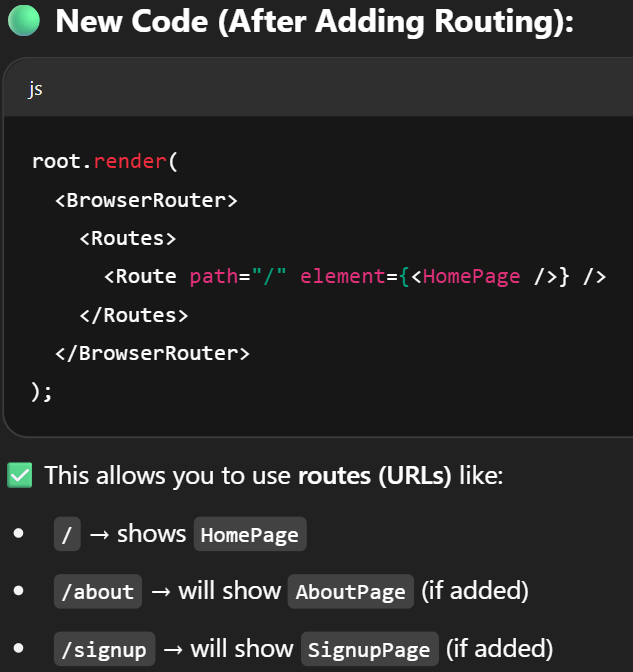 New Code (After Adding Routing):
js
root.render(
  <BrowserRouter>
    <Routes>
      <Route path="/" element={<HomePage />} />
    </Routes>
  </BrowserRouter>
);
This allows you to use routes (URLs) like:
• / → shows HomePage
• /about → will show AboutPage (if added)
• /signup → will show SignupPage (if added)